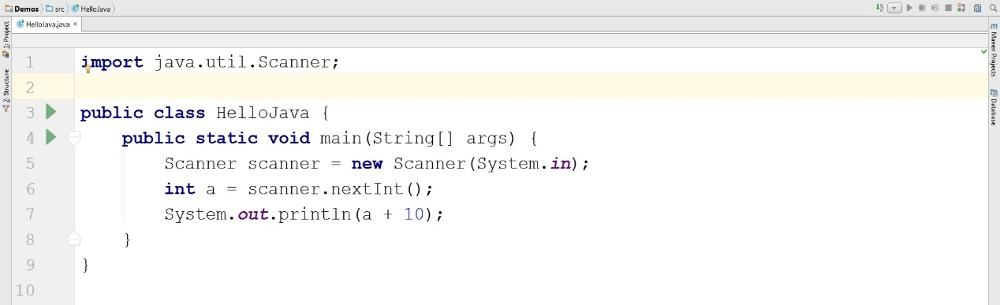 Demos src HelloJava
HelloJava.java
1: Project
Z: Structure
1 import java.util.Scanner;
2
3 public class HelloJava {
4 public static void main(String[] args) {
5 Scanner scanner = new Scanner(System.in);
6 int a = scanner.nextInt();
7 System.out.println(a + 10);
8 }
9 }
10
m
Maven Projects
Database